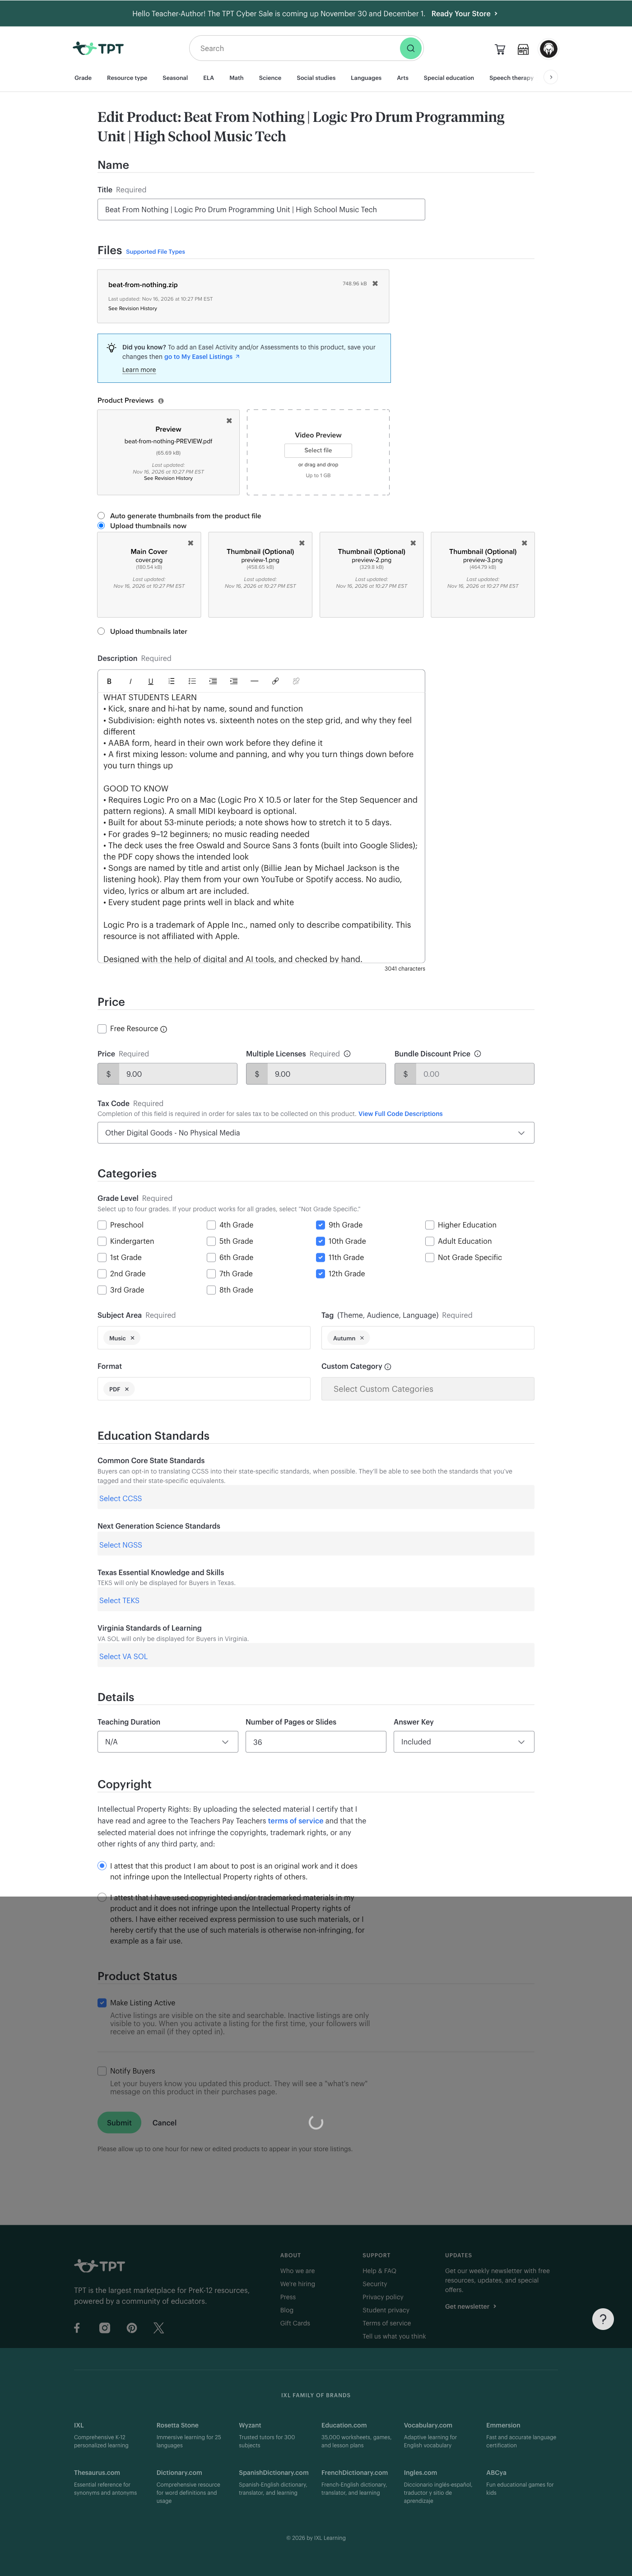 Hello Teacher-Author! The TPT Cyber Sale is coming up November 30 and December 1. Ready Your Store >
TPT
Search
Grade Resource type Seasonal ELA Math Science Social studies Languages Arts Special education Speech therapy
Edit Product: Beat From Nothing | Logic Pro Drum Programming
Unit | High School Music Tech
Name
Title Required
Beat From Nothing | Logic Pro Drum Programming Unit | High School Music Tech
Files Supported File Types
beat-from-nothing.zip 748.96 kB ✖
Last updated: Nov 16, 2026 at 10:27 PM EST
See Revision History
Did you know? To add an Easel Activity and/or Assessments to this product, save your
changes then go to My Easel Listings ↗
Learn more
Product Previews
Preview
beat-from-nothing-PREVIEW.pdf
(65.69 kB)
Last updated:
Nov 16, 2026 at 10:27 PM EST
See Revision History
Video Preview
Select file
or drag and drop
Up to 1 GB
Auto generate thumbnails from the product file
Upload thumbnails now
Main Cover
cover.png
(180.54 kB)
Last updated:
Nov 16, 2026 at 10:27 PM EST
Thumbnail (Optional)
preview-1.png
(458.65 kB)
Last updated:
Nov 16, 2026 at 10:27 PM EST
Thumbnail (Optional)
preview-2.png
(329.8 kB)
Last updated:
Nov 16, 2026 at 10:27 PM EST
Thumbnail (Optional)
preview-3.png
(464.79 kB)
Last updated:
Nov 16, 2026 at 10:27 PM EST
Upload thumbnails later
Description Required
B I U
WHAT STUDENTS LEARN
• Kick, snare and hi-hat by name, sound and function
• Subdivision: eighth notes vs. sixteenth notes on the step grid, and why they feel
different
• AABA form, heard in their own work before they define it
• A first mixing lesson: volume and panning, and why you turn things down before
you turn things up
GOOD TO KNOW
• Requires Logic Pro on a Mac (Logic Pro X 10.5 or later for the Step Sequencer and
pattern regions). A small MIDI keyboard is optional.
• Built for about 53-minute periods; a note shows how to stretch it to 5 days.
• For grades 9–12 beginners; no music reading needed
• The deck uses the free Oswald and Source Sans 3 fonts (built into Google Slides);
the PDF copy shows the intended look
• Songs are named by title and artist only (Billie Jean by Michael Jackson is the
listening hook). Play them from your own YouTube or Spotify access. No audio,
video, lyrics or album art are included.
• Every student page prints well in black and white
Logic Pro is a trademark of Apple Inc., named only to describe compatibility. This
resource is not affiliated with Apple.
Designed with the help of digital and AI tools, and checked by hand.
3041 characters
Price
Free Resource
Price Required
$ 9.00
Multiple Licenses Required
$ 9.00
Bundle Discount Price
$ 0.00
Tax Code Required
Completion of this field is required in order for sales tax to be collected on this product. View Full Code Descriptions
Other Digital Goods - No Physical Media
Categories
Grade Level Required
Select up to four grades. If your product works for all grades, select "Not Grade Specific."
Preschool 4th Grade 9th Grade Higher Education
Kindergarten 5th Grade 10th Grade Adult Education
1st Grade 6th Grade 11th Grade Not Grade Specific
2nd Grade 7th Grade 12th Grade
3rd Grade 8th Grade
Subject Area Required
Music ✕
Tag (Theme, Audience, Language) Required
Autumn ✕
Format
PDF ✕
Custom Category
Select Custom Categories
Education Standards
Common Core State Standards
Buyers can opt-in to translating CCSS into their state-specific standards, when possible. They'll be able to see both the standards that you've
tagged and their state-specific equivalents.
Select CCSS
Next Generation Science Standards
Select NGSS
Texas Essential Knowledge and Skills
TEKS will only be displayed for Buyers in Texas.
Select TEKS
Virginia Standards of Learning
VA SOL will only be displayed for Buyers in Virginia.
Select VA SOL
Details
Teaching Duration
N/A
Number of Pages or Slides
36
Answer Key
Included
Copyright
Intellectual Property Rights: By uploading the selected material I certify that I
have read and agree to the Teachers Pay Teachers terms of service and that the
selected material does not infringe the copyrights, trademark rights, or any
other rights of any third party, and:
I attest that this product I am about to post is an original work and it does
not infringe upon the Intellectual Property rights of others.
I attest that I have used copyrighted and/or trademarked materials in my
product and it does not infringe upon the Intellectual Property rights of
others. I have either received express permission to use such materials, or I
hereby certify that the use of such materials is otherwise non-infringing, for
example as a fair use.
Product Status
Make Listing Active
Active listings are visible on the site and searchable. Inactive listings are only
visible to you. When you activate a listing the first time, your followers will
receive an email (if they opted in).
Notify Buyers
Let your buyers know you updated this product. They will see a "what's new"
message on this product in their purchases page.
Submit Cancel
Please allow up to one hour for new or edited products to appear in your store listings.
TPT
TPT is the largest marketplace for PreK-12 resources,
powered by a community of educators.
ABOUT
Who we are
We're hiring
Press
Blog
Gift Cards
SUPPORT
Help & FAQ
Security
Privacy policy
Student privacy
Terms of service
Tell us what you think
UPDATES
Get our weekly newsletter with free
resources, updates, and special
offers.
Get newsletter >
?
IXL FAMILY OF BRANDS
IXL
Comprehensive K-12
personalized learning
Rosetta Stone
Immersive learning for 25
languages
Wyzant
Trusted tutors for 300
subjects
Education.com
35,000 worksheets, games,
and lesson plans
Vocabulary.com
Adaptive learning for
English vocabulary
Emmersion
Fast and accurate language
certification
Thesaurus.com
Essential reference for
synonyms and antonyms
Dictionary.com
Comprehensive resource
for word definitions and
usage
SpanishDictionary.com
Spanish-English dictionary,
translator, and learning
FrenchDictionary.com
French-English dictionary,
translator, and learning
Ingles.com
Diccionario inglés-español,
traductor y sitio de
aprendizaje
ABCya
Fun educational games for
kids
© 2026 by IXL Learning